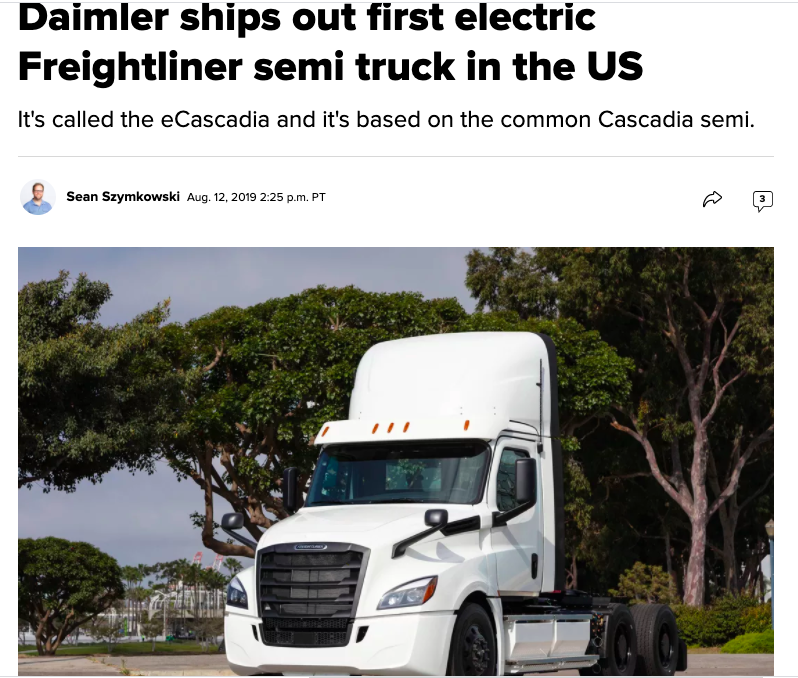 Daimler ships out first electric
Freightliner semi truck in the US
It's called the eCascadia and it's based on the common Cascadia semi.
Sean Szymkowski Aug. 12, 2019 2:25 p.m. PT
3